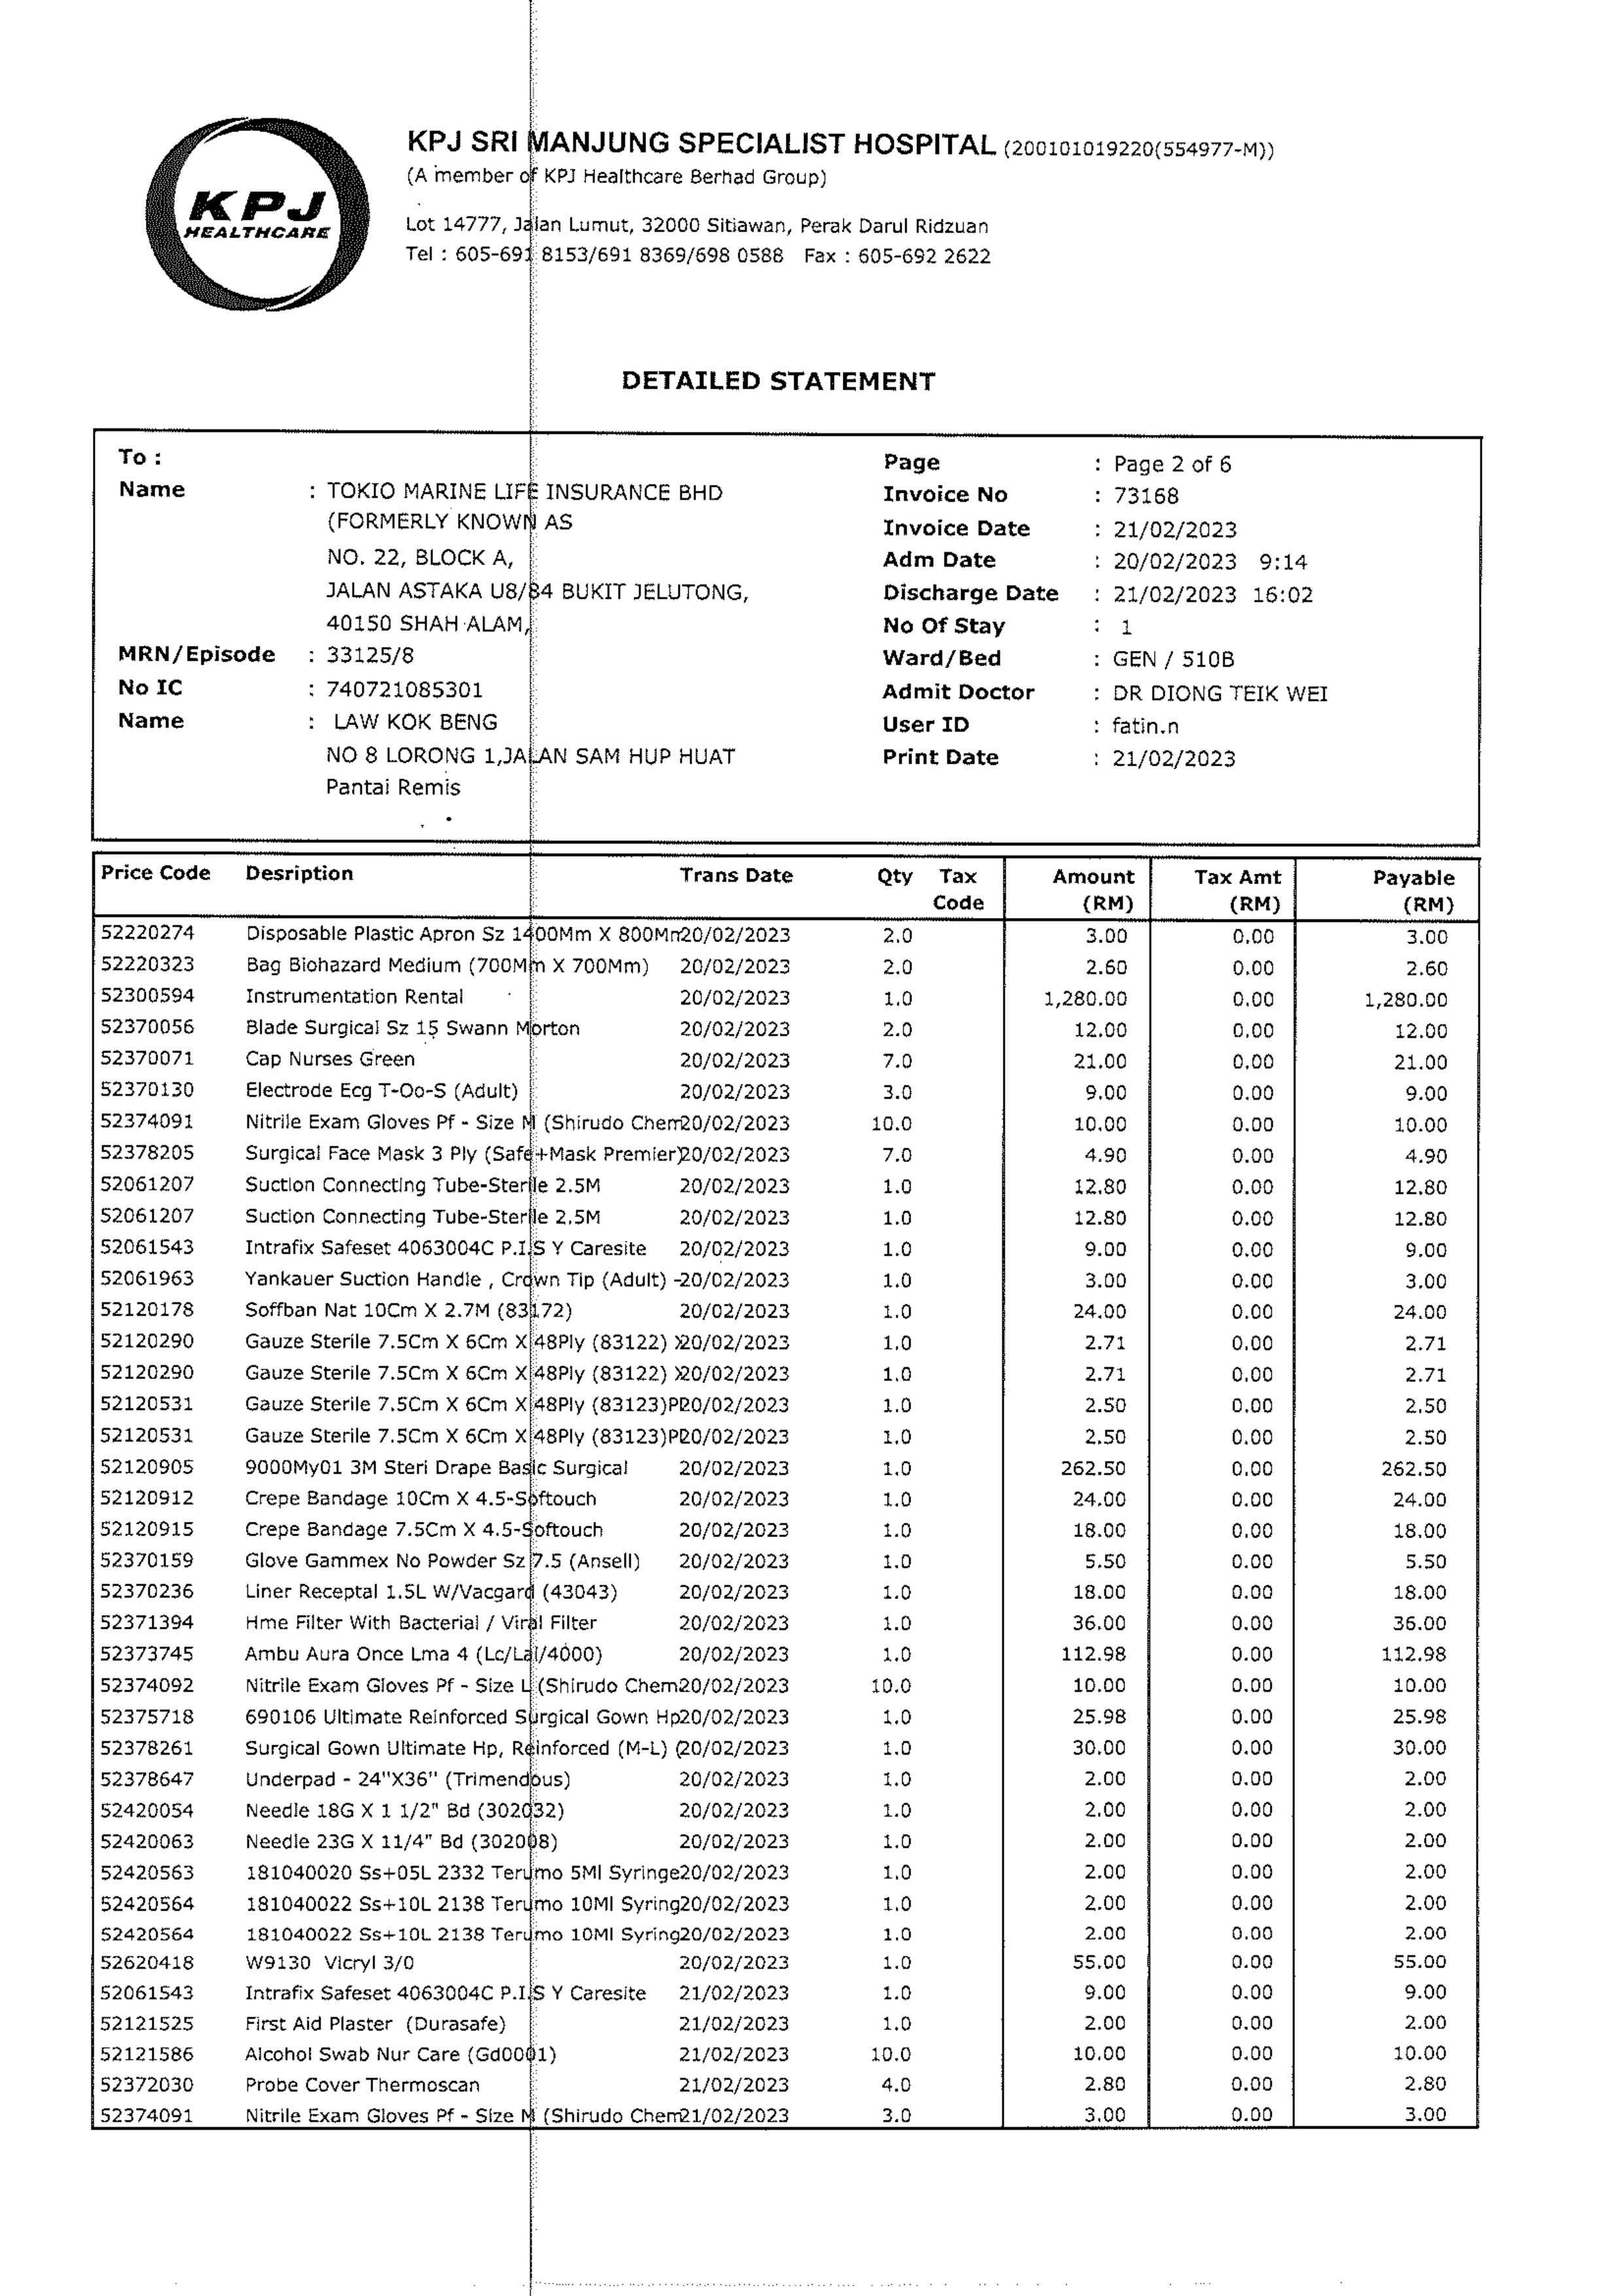 KPJ
HEALTHCARE
KPJ SRI MANJUNG SPECIALIST HOSPITAL (200101019220(554977-M))
(A member of KPJ Healthcare Berhad Group)
Lot 14777, Jalan Lumut, 32000 Sitiawan, Perak Darul Ridzuan
Tel : 605-691 8153/691 8369/698 0588 Fax : 605-692 2622
DETAILED STATEMENT
To :
Name : TOKIO MARINE LIFE INSURANCE BHD
(FORMERLY KNOWN AS
NO. 22, BLOCK A,
JALAN ASTAKA U8/84 BUKIT JELUTONG,
40150 SHAH ALAM,
MRN/Episode : 33125/8
No IC : 740721085301
Name : LAW KOK BENG
NO 8 LORONG 1,JALAN SAM HUP HUAT
Pantai Remis
Page : Page 2 of 6
Invoice No : 73168
Invoice Date : 21/02/2023
Adm Date : 20/02/2023 9:14
Discharge Date : 21/02/2023 16:02
No Of Stay : 1
Ward/Bed : GEN / 510B
Admit Doctor : DR DIONG TEIK WEI
User ID : fatin.n
Print Date : 21/02/2023
Price Code Desription Trans Date Qty Tax Amount Tax Amt Payable
Code (RM) (RM) (RM)
52220274 Disposable Plastic Apron Sz 1400Mm X 800Mm 20/02/2023 2.0 3.00 0.00 3.00
52220323 Bag Biohazard Medium (700Mm X 700Mm) 20/02/2023 2.0 2.60 0.00 2.60
52300594 Instrumentation Rental 20/02/2023 1.0 1,280.00 0.00 1,280.00
52370056 Blade Surgical Sz 15 Swann Morton 20/02/2023 2.0 12.00 0.00 12.00
52370071 Cap Nurses Green 20/02/2023 7.0 21.00 0.00 21.00
52370130 Electrode Ecg T-Oo-S (Adult) 20/02/2023 3.0 9.00 0.00 9.00
52374091 Nitrile Exam Gloves Pf - Size M (Shirudo Chem 20/02/2023 10.0 10.00 0.00 10.00
52378205 Surgical Face Mask 3 Ply (Safe+Mask Premier) 20/02/2023 7.0 4.90 0.00 4.90
52061207 Suction Connecting Tube-Sterile 2.5M 20/02/2023 1.0 12.80 0.00 12.80
52061207 Suction Connecting Tube-Sterile 2.5M 20/02/2023 1.0 12.80 0.00 12.80
52061543 Intrafix Safeset 4063004C P.I.S Y Caresite 20/02/2023 1.0 9.00 0.00 9.00
52061963 Yankauer Suction Handle , Crown Tip (Adult) - 20/02/2023 1.0 3.00 0.00 3.00
52120178 Soffban Nat 10Cm X 2.7M (83172) 20/02/2023 1.0 24.00 0.00 24.00
52120290 Gauze Sterile 7.5Cm X 6Cm X 48Ply (83122) X 20/02/2023 1.0 2.71 0.00 2.71
52120290 Gauze Sterile 7.5Cm X 6Cm X 48Ply (83122) X 20/02/2023 1.0 2.71 0.00 2.71
52120531 Gauze Sterile 7.5Cm X 6Cm X 48Ply (83123)P 20/02/2023 1.0 2.50 0.00 2.50
52120531 Gauze Sterile 7.5Cm X 6Cm X 48Ply (83123)P 20/02/2023 1.0 2.50 0.00 2.50
52120905 9000My01 3M Steri Drape Basic Surgical 20/02/2023 1.0 262.50 0.00 262.50
52120912 Crepe Bandage 10Cm X 4.5-Softouch 20/02/2023 1.0 24.00 0.00 24.00
52120915 Crepe Bandage 7.5Cm X 4.5-Softouch 20/02/2023 1.0 18.00 0.00 18.00
52370159 Glove Gammex No Powder Sz 7.5 (Ansell) 20/02/2023 1.0 5.50 0.00 5.50
52370236 Liner Receptal 1.5L W/Vacgard (43043) 20/02/2023 1.0 18.00 0.00 18.00
52371394 Hme Filter With Bacterial / Viral Filter 20/02/2023 1.0 36.00 0.00 36.00
52373745 Ambu Aura Once Lma 4 (Lc/Lal/4000) 20/02/2023 1.0 112.98 0.00 112.98
52374092 Nitrile Exam Gloves Pf - Size L (Shirudo Chem 20/02/2023 10.0 10.00 0.00 10.00
52375718 690106 Ultimate Reinforced Surgical Gown Hp 20/02/2023 1.0 25.98 0.00 25.98
52378261 Surgical Gown Ultimate Hp, Reinforced (M-L) ( 20/02/2023 1.0 30.00 0.00 30.00
52378647 Underpad - 24"X36" (Trimendous) 20/02/2023 1.0 2.00 0.00 2.00
52420054 Needle 18G X 1 1/2" Bd (302032) 20/02/2023 1.0 2.00 0.00 2.00
52420063 Needle 23G X 11/4" Bd (302008) 20/02/2023 1.0 2.00 0.00 2.00
52420563 181040020 Ss+05L 2332 Terumo 5Ml Syringe 20/02/2023 1.0 2.00 0.00 2.00
52420564 181040022 Ss+10L 2138 Terumo 10Ml Syring 20/02/2023 1.0 2.00 0.00 2.00
52420564 181040022 Ss+10L 2138 Terumo 10Ml Syring 20/02/2023 1.0 2.00 0.00 2.00
52620418 W9130 Vicryl 3/0 20/02/2023 1.0 55.00 0.00 55.00
52061543 Intrafix Safeset 4063004C P.I.S Y Caresite 21/02/2023 1.0 9.00 0.00 9.00
52121525 First Aid Plaster (Durasafe) 21/02/2023 1.0 2.00 0.00 2.00
52121586 Alcohol Swab Nur Care (Gd0001) 21/02/2023 10.0 10.00 0.00 10.00
52372030 Probe Cover Thermoscan 21/02/2023 4.0 2.80 0.00 2.80
52374091 Nitrile Exam Gloves Pf - Size M (Shirudo Chem 21/02/2023 3.0 3.00 0.00 3.00